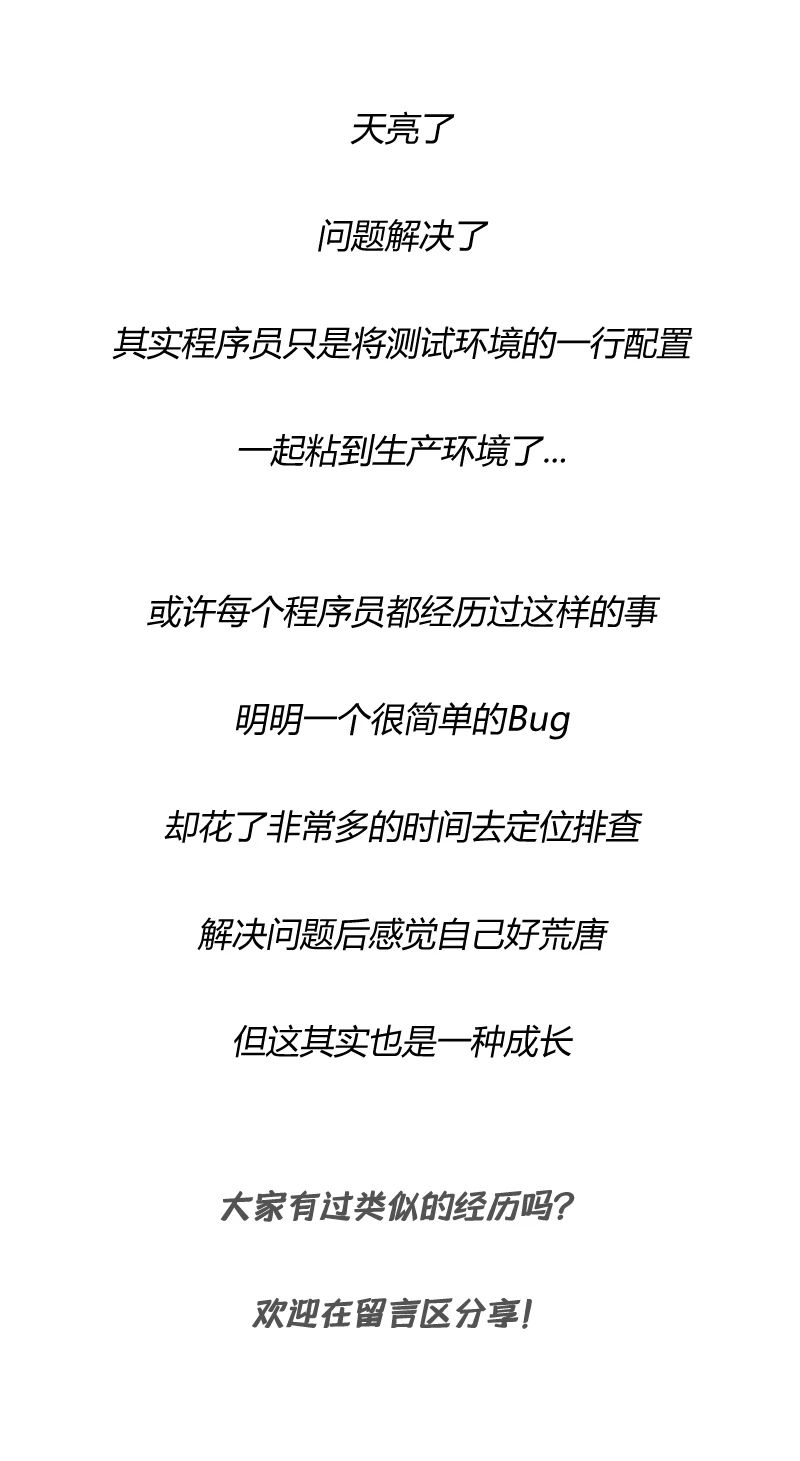 天亮了
问题解决了
其实程序员只是将测试环境的一行配置
一起粘到生产环境了...
或许每个程序员都经历过这样的事
明明一个很简单的Bug
却花了非常多的时间去定位排查
解决问题后感觉自己好荒唐
但这其实也是一种成长
大家有过类似的经历吗?
欢迎在留言区分享!